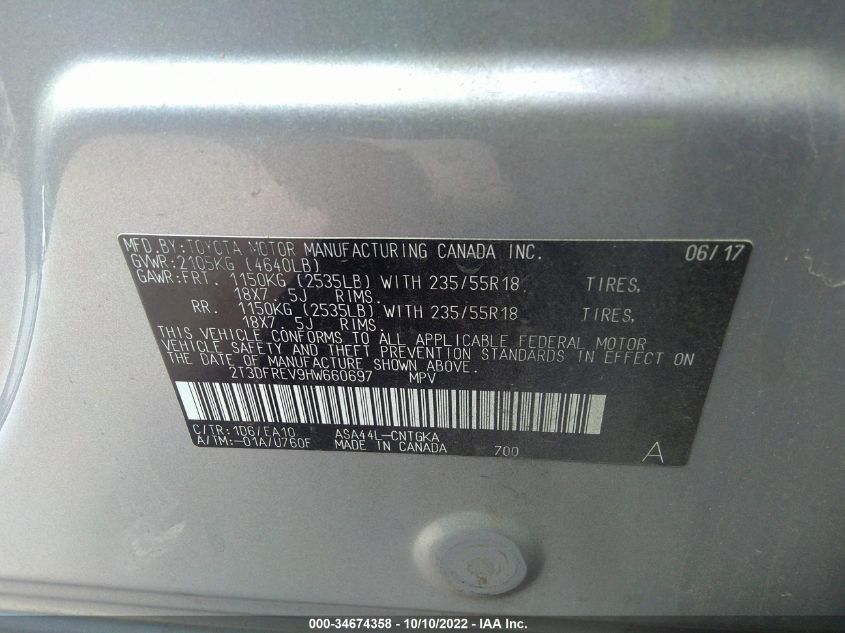 MFD.BY:TOYOTA MOTOR MANUFACTURING CANADA INC. 06/17
GVWR:2105KG (4640LB)
GAWR:FRT. 1150KG (2535LB) WITH 235/55R18 TIRES,
18X7.5J RIMS.
RR. 1150KG (2535LB) WITH 235/55R18 TIRES,
18X7.5J RIMS.
THIS VEHICLE CONFORMS TO ALL APPLICABLE FEDERAL MOTOR
VEHICLE SAFETY AND THEFT PREVENTION STANDARDS IN EFFECT ON
THE DATE OF MANUFACTURE SHOWN ABOVE.
2T3DFREV9HW660697 MPV
C/TR:1D6/EA10 ASA44L-CNTGKA
A/TM:-01A/U760F MADE IN CANADA 700 A
000-34674358 - 10/10/2022 - IAA Inc.